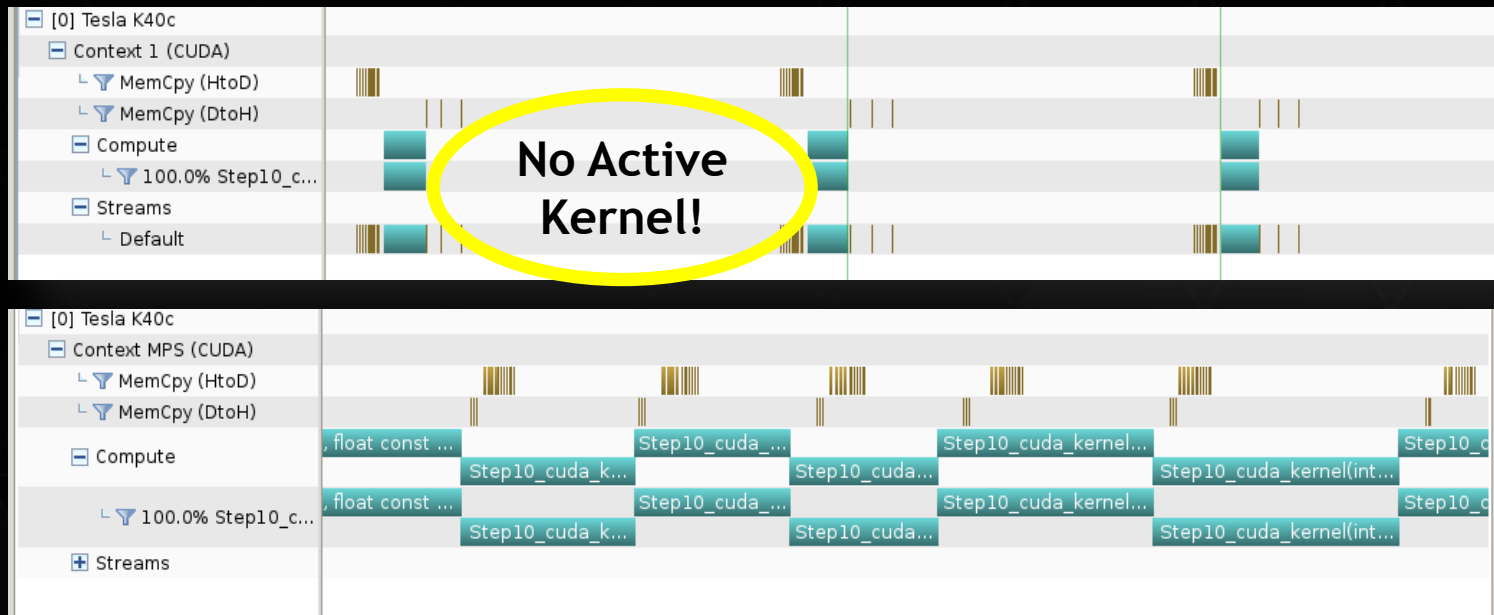 [0] Tesla K40c
Context 1 (CUDA)
MemCpy (HtoD)
MemCpy (DtoH)
Compute
100.0% Step10_c...
Streams
Default
No Active
Kernel!
[0] Tesla K40c
Context MPS (CUDA)
MemCpy (HtoD)
MemCpy (DtoH)
Compute
, float const ... Step10_cuda_... Step10_cuda_kernel... Step10_c
Step10_cuda_k... Step10_cuda... Step10_cuda_kernel(int...
100.0% Step10_c...
, float const ... Step10_cuda_... Step10_cuda_kernel... Step10_c
Step10_cuda_k... Step10_cuda... Step10_cuda_kernel(int...
Streams